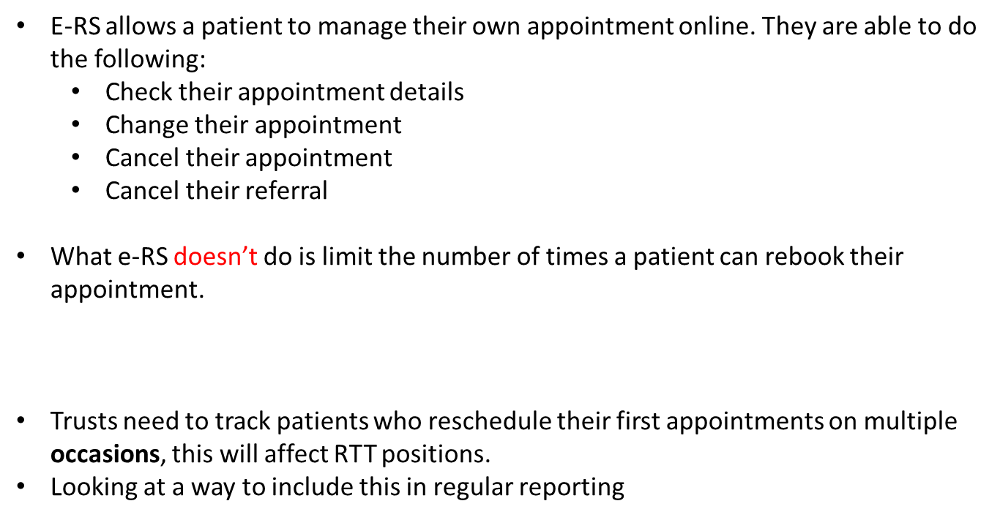 • E-RS allows a patient to manage their own appointment online. They are able to do
the following:
• Check their appointment details
• Change their appointment
• Cancel their appointment
• Cancel their referral
• What e-RS doesn’t do is limit the number of times a patient can rebook their
appointment.
• Trusts need to track patients who reschedule their first appointments on multiple
occasions, this will affect RTT positions.
• Looking at a way to include this in regular reporting